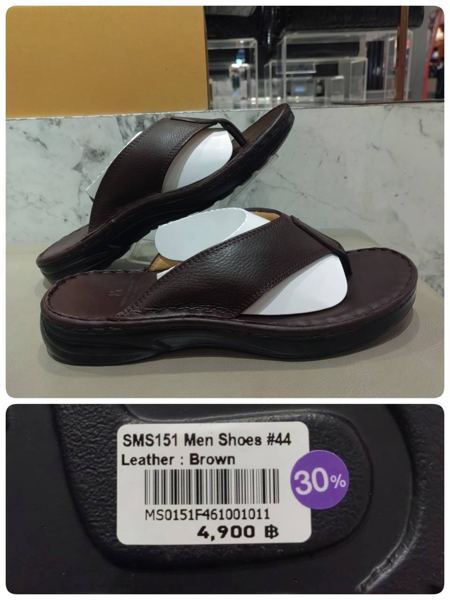 SMS151 Men Shoes #44
Leather : Brown
MS0151F461001011
4,900 ฿
30%